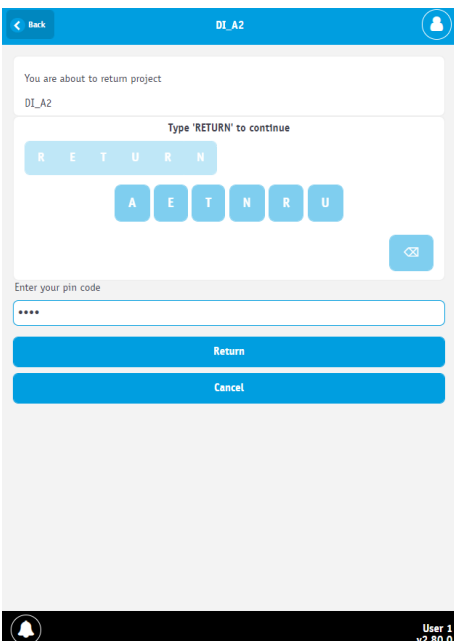 Back
DI_A2
You are about to return project
DI_A2
Type 'RETURN' to continue
R E T U R N
A E T N R U
Enter your pin code
••••
Return
Cancel
User 1
v2.80.0